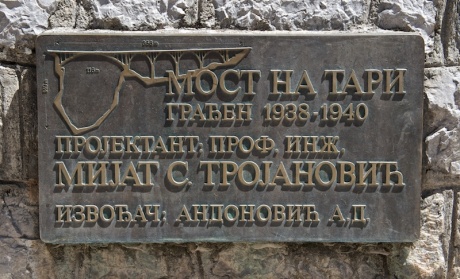 МОСТ НА ТАРИ
ГРАЂЕН 1938-1940
ПРОЈЕКТАНТ: ПРОФ. ИНЖ.
МИЈАТ С. ТРОЈАНОВИЋ
ИЗВОЂАЧ: АНДОНОВИЋ А.Д.